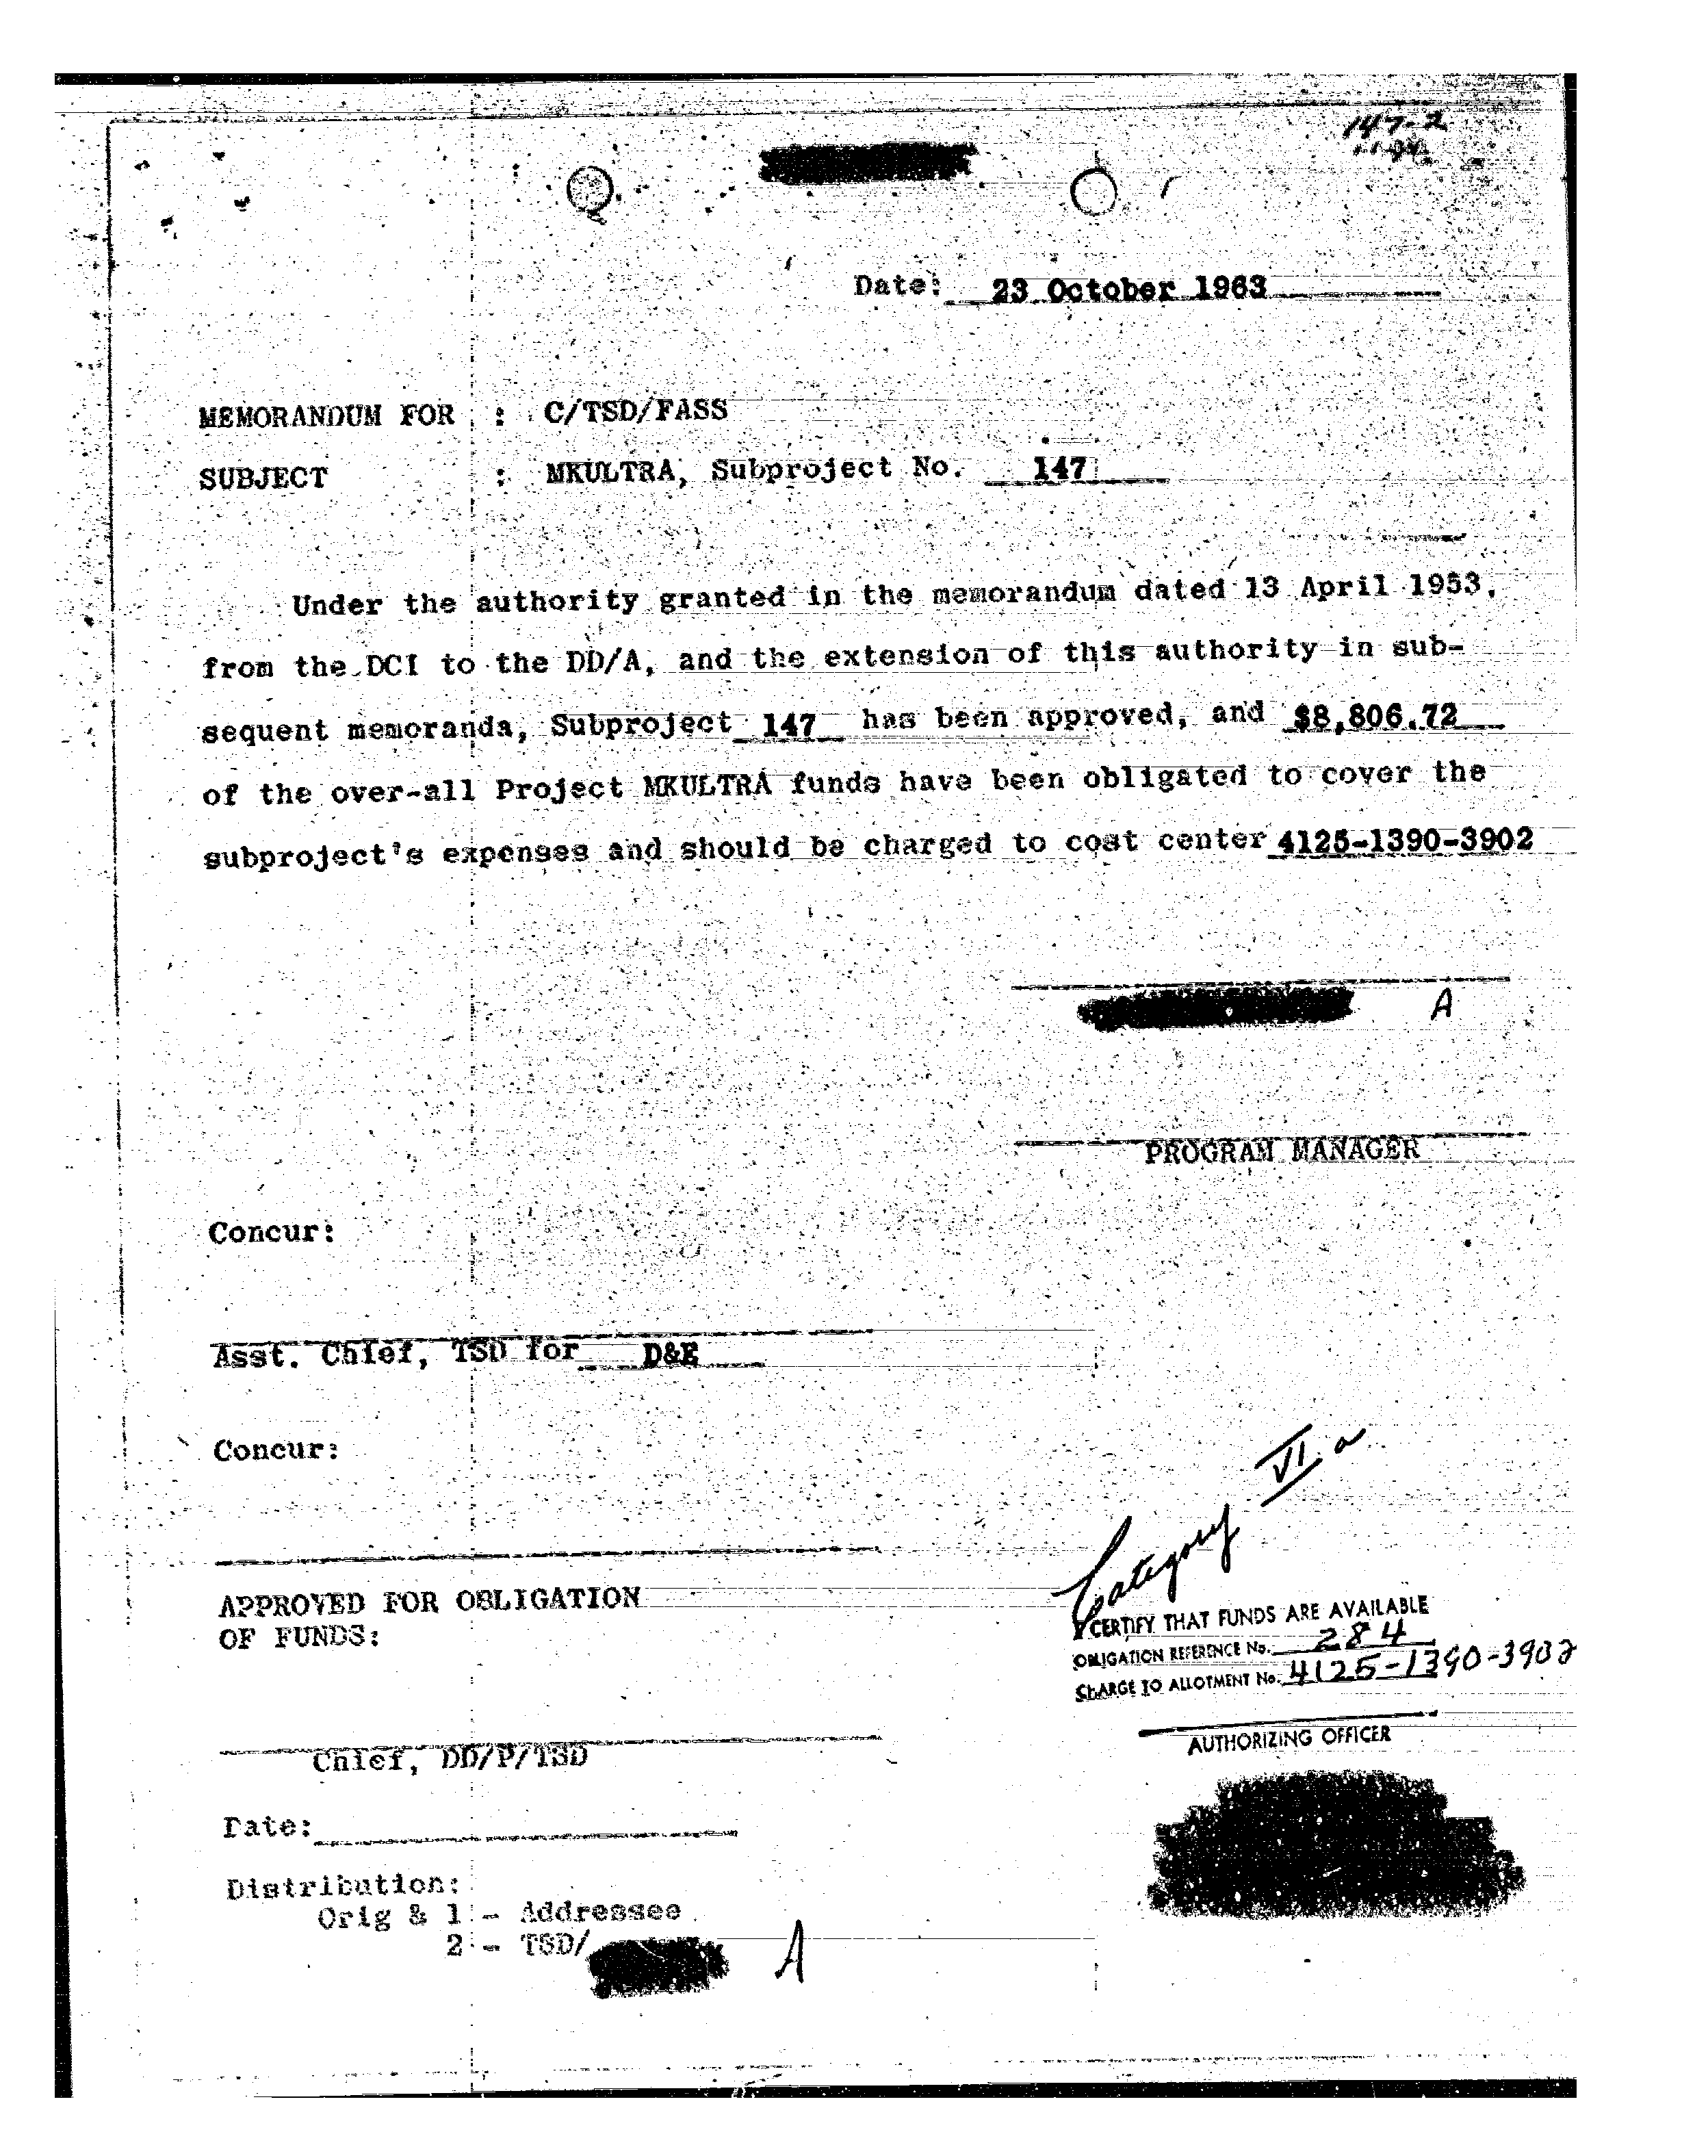 147-2
Date: 23 October 1963
MEMORANDUM FOR : C/TSD/FASS
SUBJECT : MKULTRA, Subproject No. 147
Under the authority granted in the memorandum dated 13 April 1953,
from the DCI to the DD/A, and the extension of this authority in sub-
sequent memoranda, Subproject 147 has been approved, and $8,806.72
of the over-all Project MKULTRA funds have been obligated to cover the
subproject's expenses and should be charged to cost center 4125-1390-3902
A
PROGRAM MANAGER
Concur:
Asst. Chief, TSD for D&E
Concur:
Category VI a
APPROVED FOR OBLIGATION
OF FUNDS:
I CERTIFY THAT FUNDS ARE AVAILABLE
OBLIGATION REFERENCE No. 284
CHARGE TO ALLOTMENT No. 4125-1390-3902
AUTHORIZING OFFICER
Chief, DD/P/TSD
Date:
Distribution:
Orig & 1 - Addressee
2 - TSD/ A